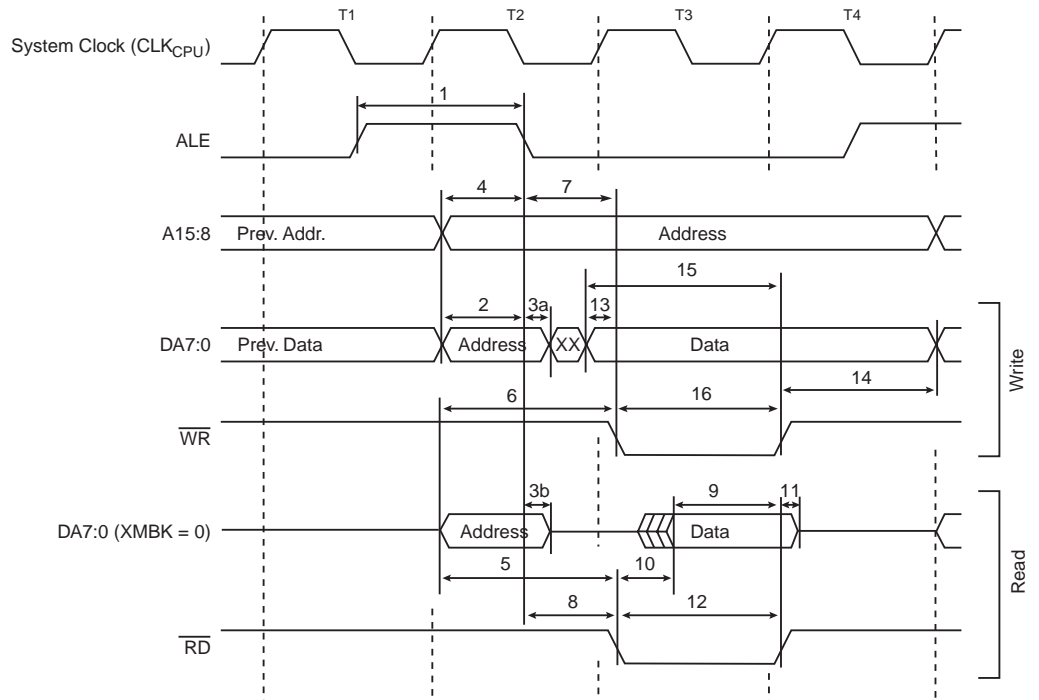 T1 T2 T3 T4
System Clock (CLKCPU)
1
ALE
4 7
A15:8 Prev. Addr. Address
15
2 3a 13
DA7:0 Prev. Data Address XX Data
14
6 16
WR
Write
3b 9 11
DA7:0 (XMBK = 0) Address Data
5 10
8 12
RD
Read